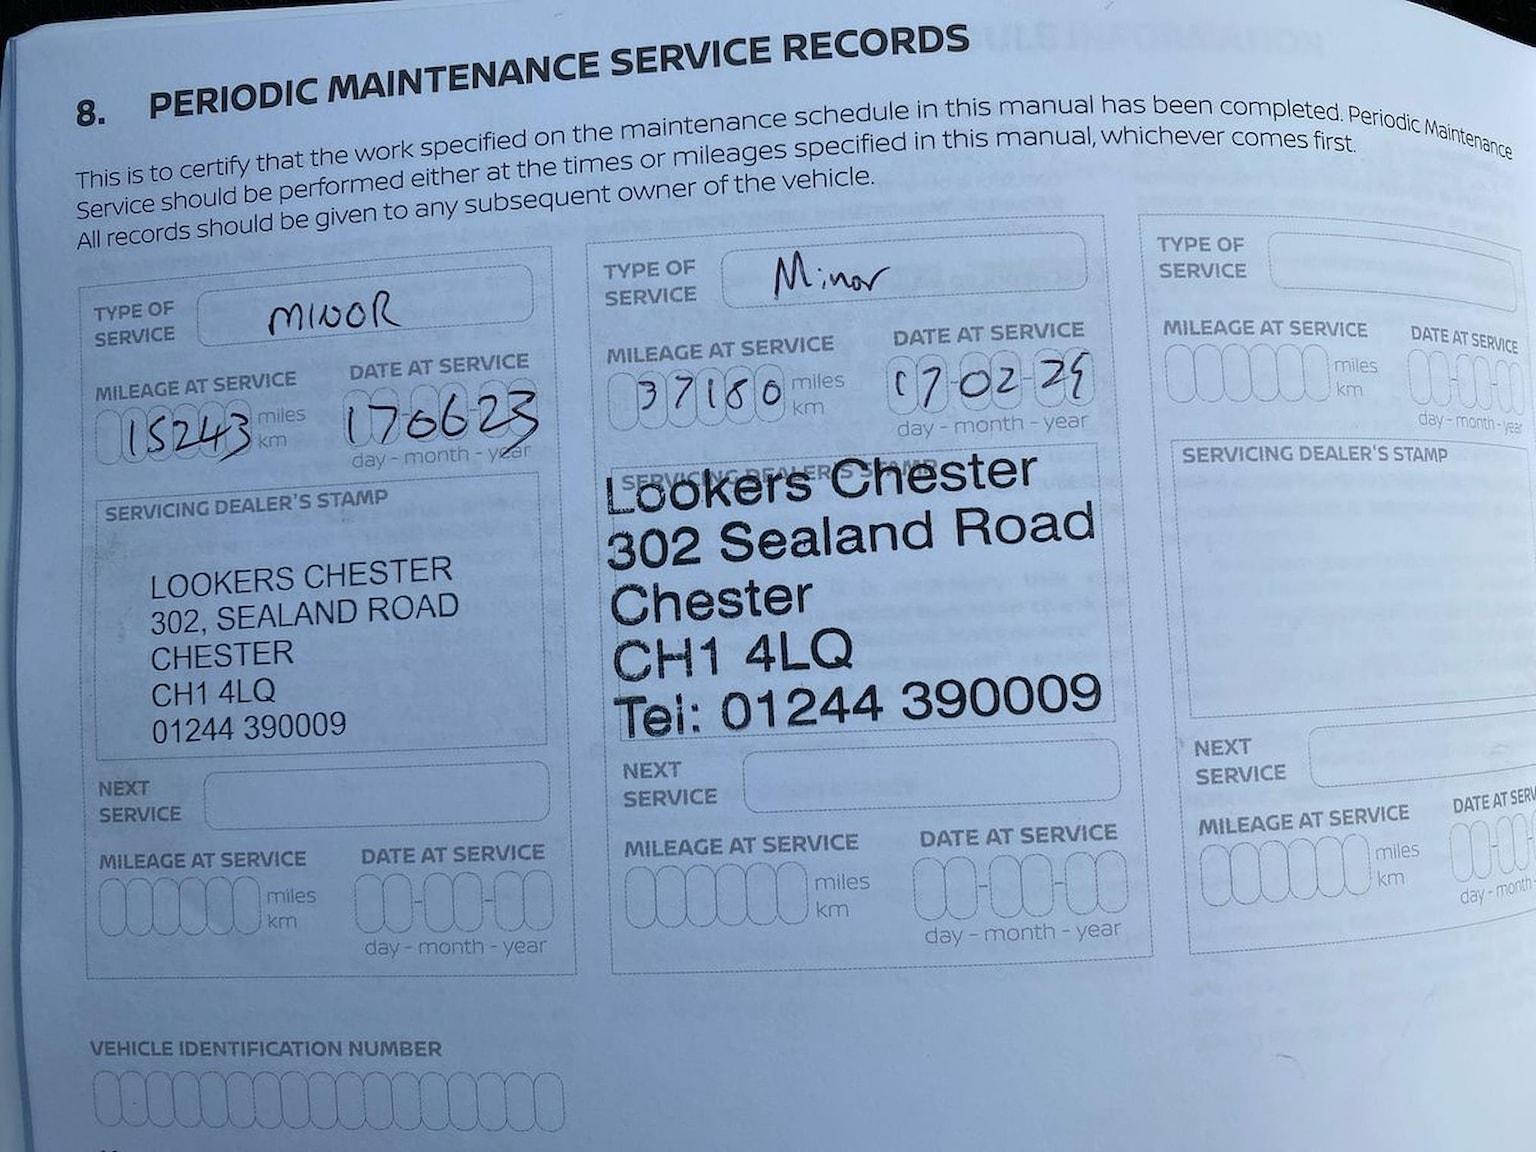 8. PERIODIC MAINTENANCE SERVICE RECORDS
This is to certify that the work specified on the maintenance schedule in this manual has been completed. Periodic Maintenance
Service should be performed either at the times or mileages specified in this manual, whichever comes first.
All records should be given to any subsequent owner of the vehicle.
TYPE OF
SERVICE
MINOR
MILEAGE AT SERVICE
DATE AT SERVICE
15243
miles
km
170623
day - month - year
SERVICING DEALER'S STAMP
LOOKERS CHESTER
302, SEALAND ROAD
CHESTER
CH1 4LQ
01244 390009
NEXT
SERVICE
MILEAGE AT SERVICE
DATE AT SERVICE
miles
km
day - month - year
TYPE OF
SERVICE
Minor
MILEAGE AT SERVICE
DATE AT SERVICE
37180
miles
km
17-02-
day - month - year
SERVICING DEALER'S STAMP
Lookers Chester
302 Sealand Road
Chester
CH1 4LQ
Tel: 01244 390009
NEXT
SERVICE
MILEAGE AT SERVICE
DATE AT SERVICE
miles
km
day - month - year
TYPE OF
SERVICE
MILEAGE AT SERVICE
DATE AT SERVICE
miles
km
day - month - year
SERVICING DEALER'S STAMP
NEXT
SERVICE
MILEAGE AT SERVICE
DATE AT SERV
miles
km
day - month -
VEHICLE IDENTIFICATION NUMBER